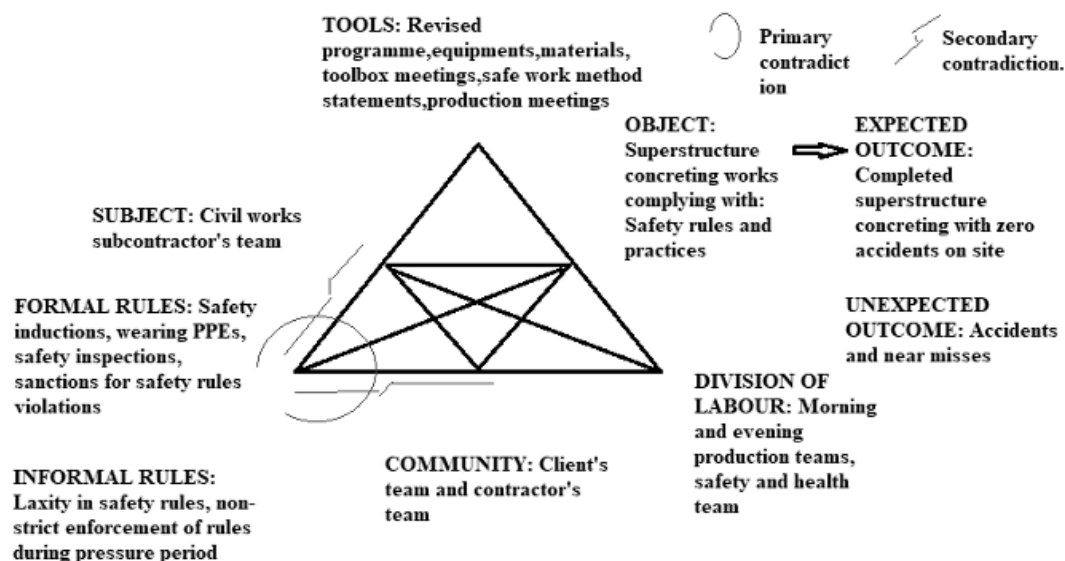 TOOLS: Revised
programme,equipments,materials,
toolbox meetings,safe work method
statements,production meetings
Primary
contradict
ion
Secondary
contradiction.
OBJECT:
Superstructure
concreting works
complying with:
Safety rules and
practices
EXPECTED
OUTCOME:
Completed
superstructure
concreting with zero
accidents on site
SUBJECT: Civil works
subcontractor's team
FORMAL RULES: Safety
inductions, wearing PPEs,
safety inspections,
sanctions for safety rules
violations
UNEXPECTED
OUTCOME: Accidents
and near misses
DIVISION OF
LABOUR: Morning
and evening
production teams,
safety and health
team
COMMUNITY: Client's
team and contractor's
team
INFORMAL RULES:
Laxity in safety rules, non-
strict enforcement of rules
during pressure period